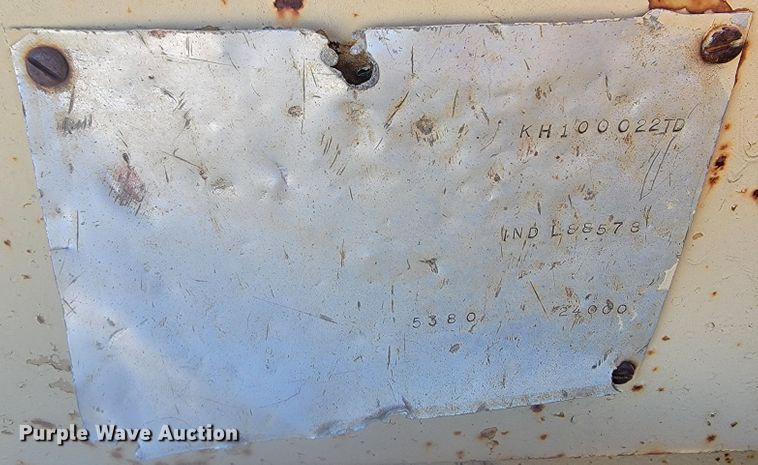 KH100022TD
IND L88578
5380 24000
Purple Wave Auction